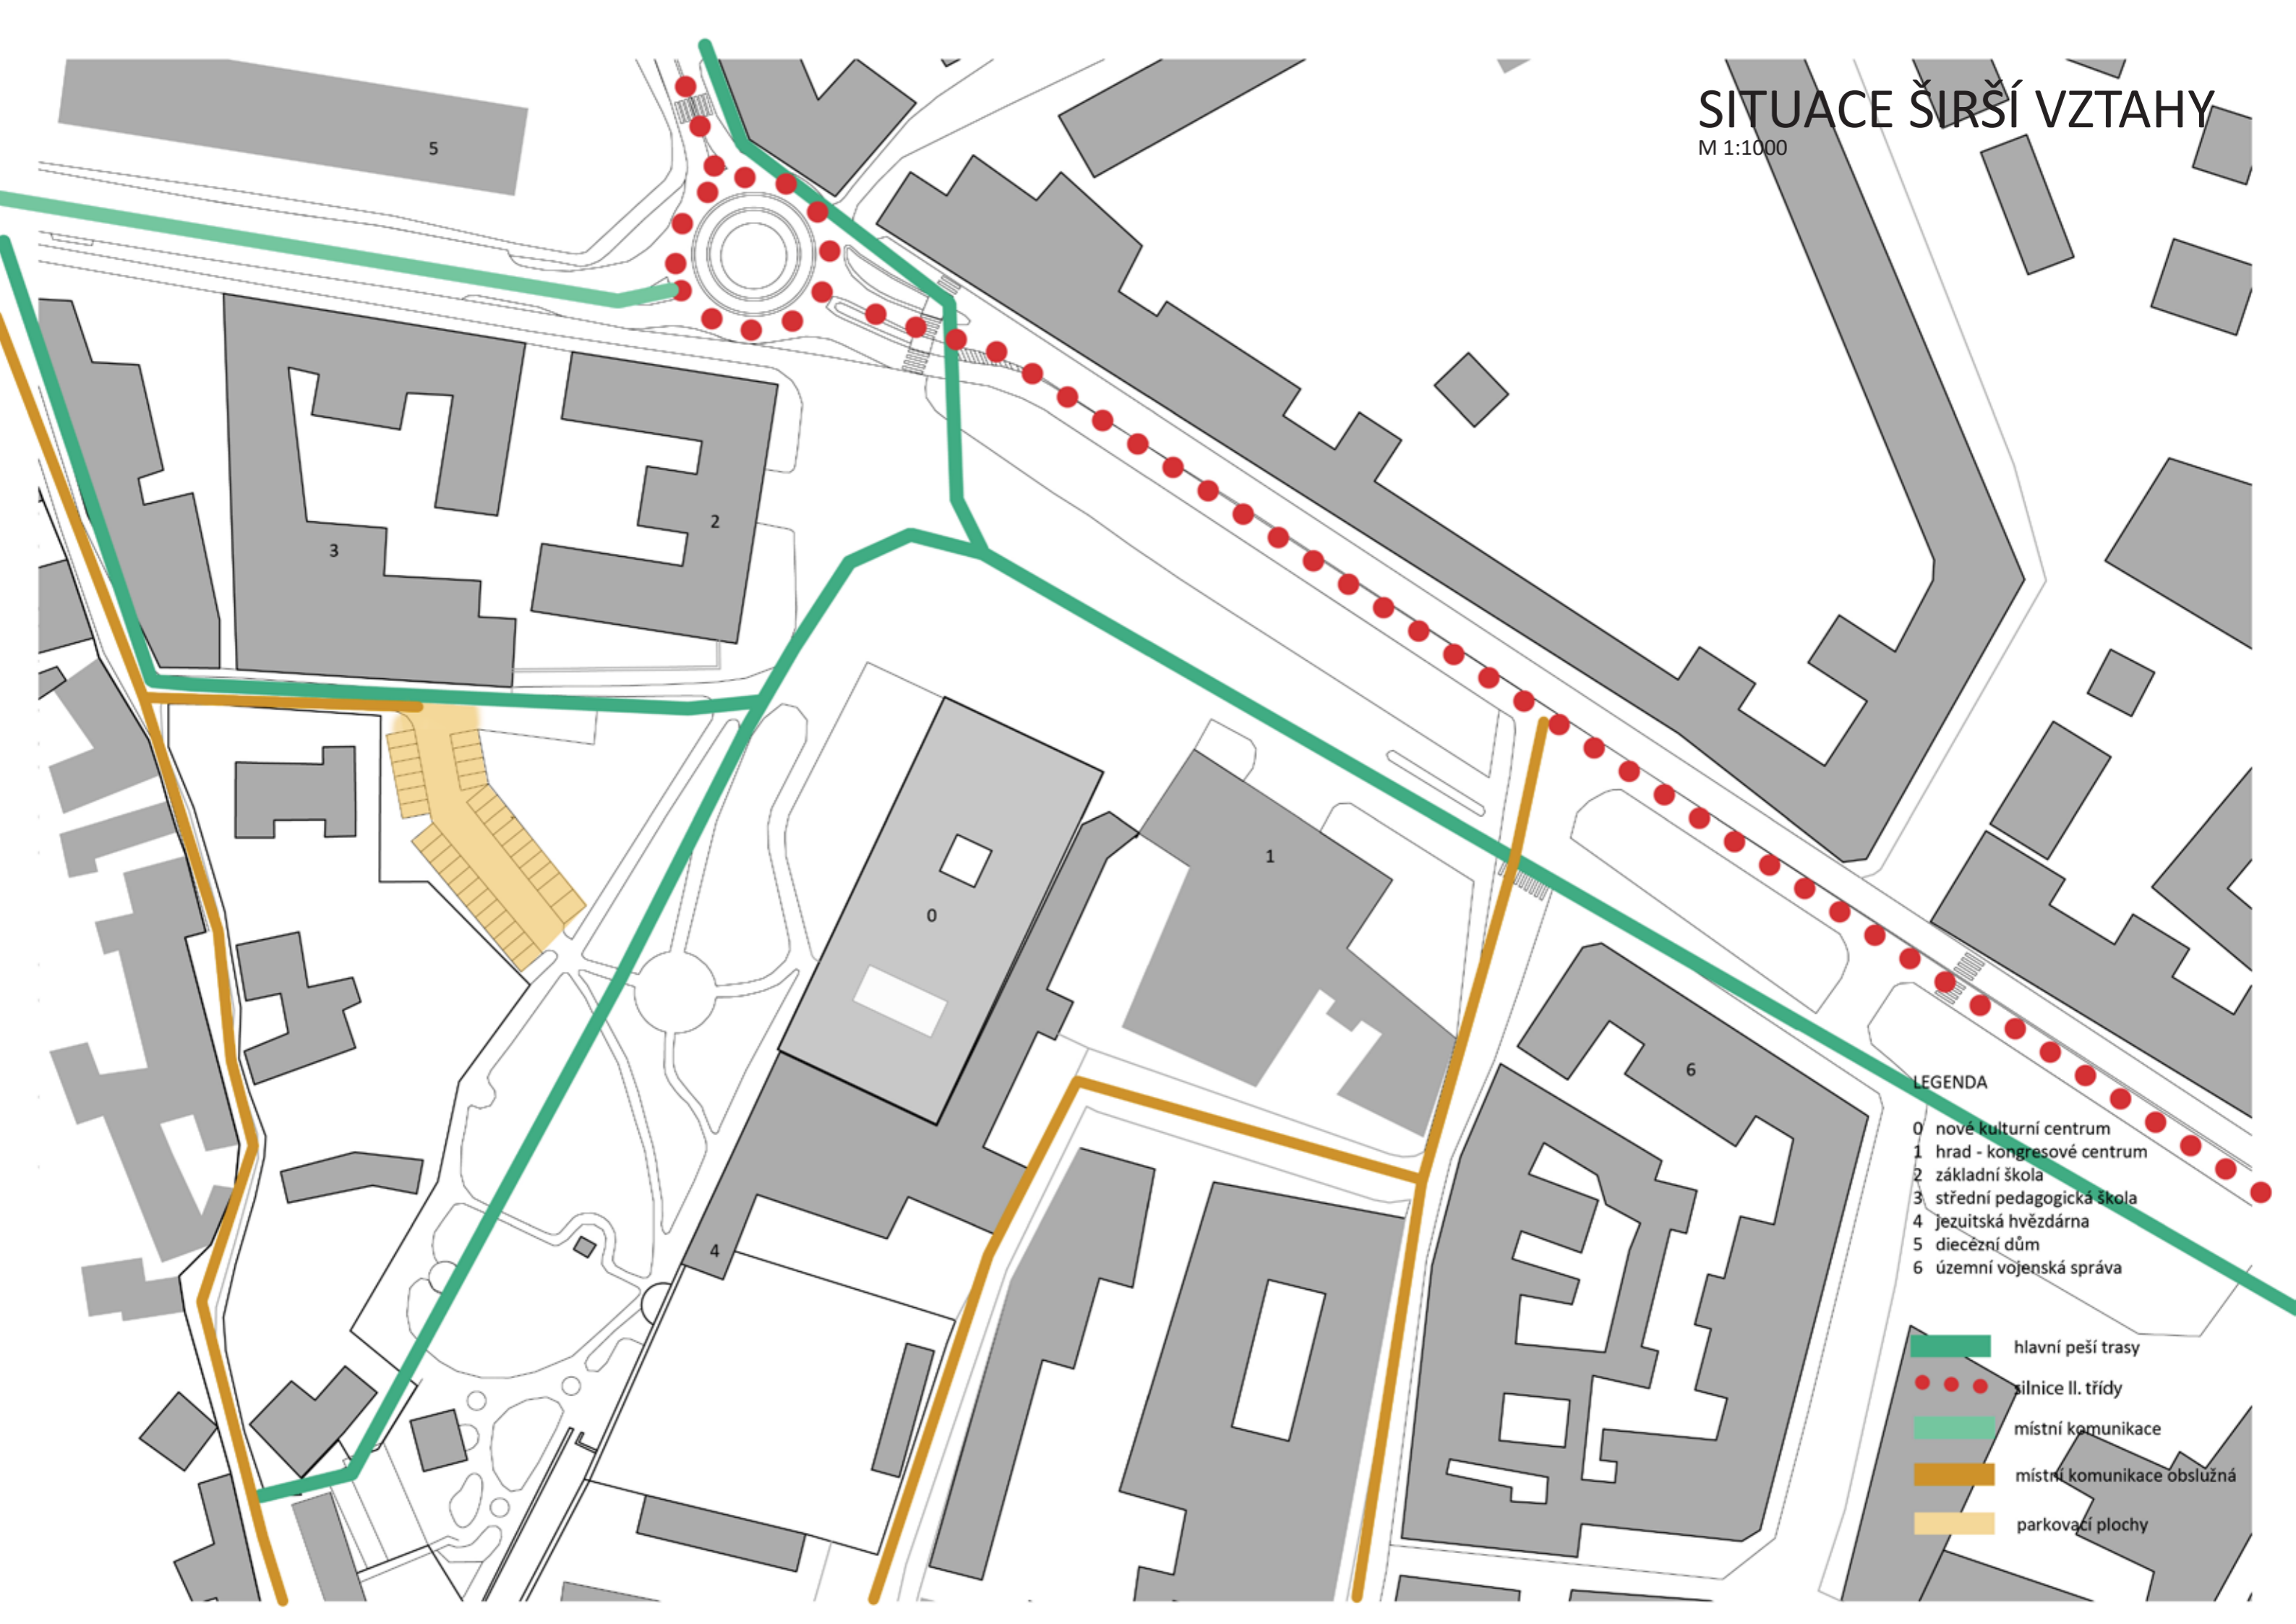 SITUACE ŠIRŠÍ VZTAHY
M 1:1000
5
2
3
0
1
6
4
LEGENDA
0 nové kulturní centrum
1 hrad - kongresové centrum
2 základní škola
3 střední pedagogická škola
4 jezuitská hvězdárna
5 diecézní dům
6 územní vojenská správa
hlavní peší trasy
silnice II. třídy
místní komunikace
místní komunikace obslužná
parkovací plochy